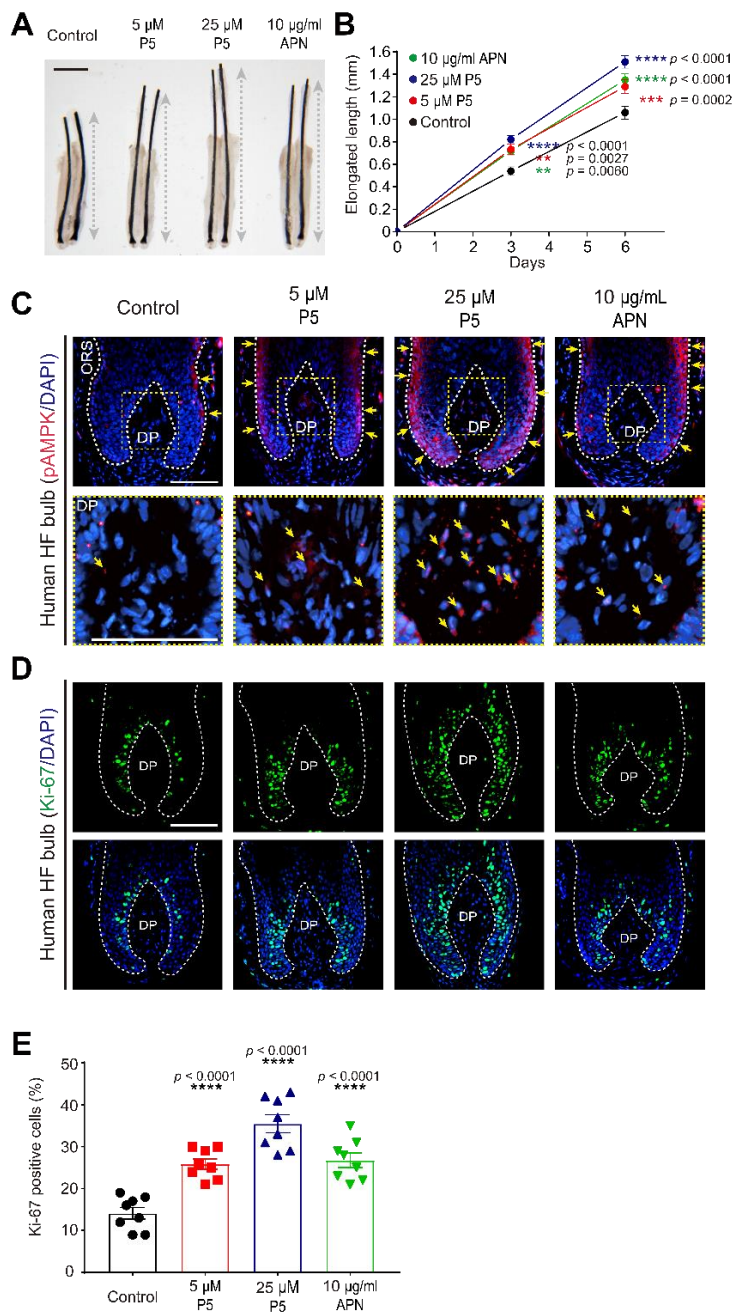 A
Control
5 µM
P5
25 µM
P5
10 µg/ml
APN
B
Elongated length (mm)
1.6
1.4
1.2
1.0
0.8
0.6
0.4
0.2
0
10 µg/ml APN
25 µM P5
5 µM P5
Control
**** p < 0.0001
**** p < 0.0001
*** p = 0.0002
**** p < 0.0001
** p = 0.0027
** p = 0.0060
0 1 2 3 4 5 6
Days
C
Control
5 µM
P5
25 µM
P5
10 µg/mL
APN
Human HF bulb (pAMPK/DAPI)
ORS
DP
DP
DP
DP
DP
D
Human HF bulb (Ki-67/DAPI)
DP
DP
DP
DP
DP
DP
DP
DP
E
Ki-67 positive cells (%)
50
40
30
20
10
0
p < 0.0001
****
p < 0.0001
****
p < 0.0001
****
Control
5 µM
P5
25 µM
P5
10 µg/ml
APN